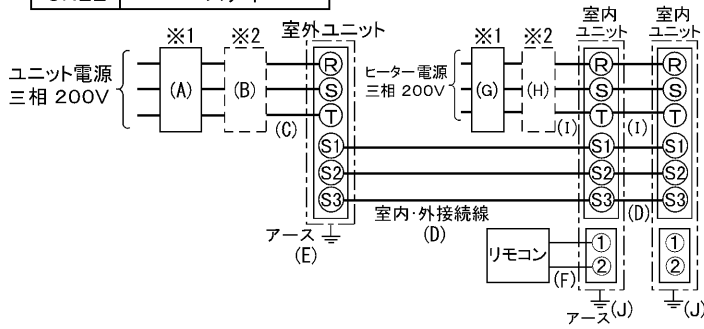 ※1 ※2 室外ユニット ※1 ※2 室内ユニット 室内ユニット
ユニット電源
三相 200V
(A) (B) (C)
R
S
T
S1
S2
S3
ヒーター電源
三相 200V
(G) (H) (I) (I)
R R
S S
T T
S1 S1
S2 S2
S3 S3
室内・外接続線
(D) (D)
アース
(E)
リモコン
(F)
① ①
② ②
アース (J) (J)